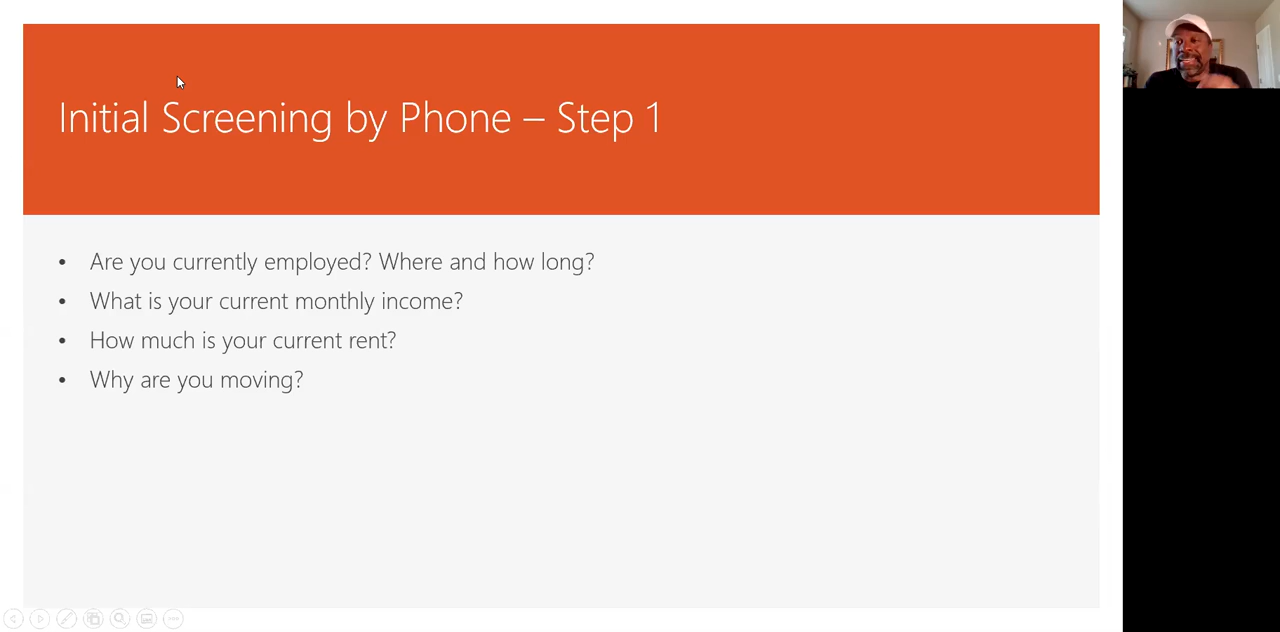 Initial Screening by Phone – Step 1
• Are you currently employed? Where and how long?
• What is your current monthly income?
• How much is your current rent?
• Why are you moving?